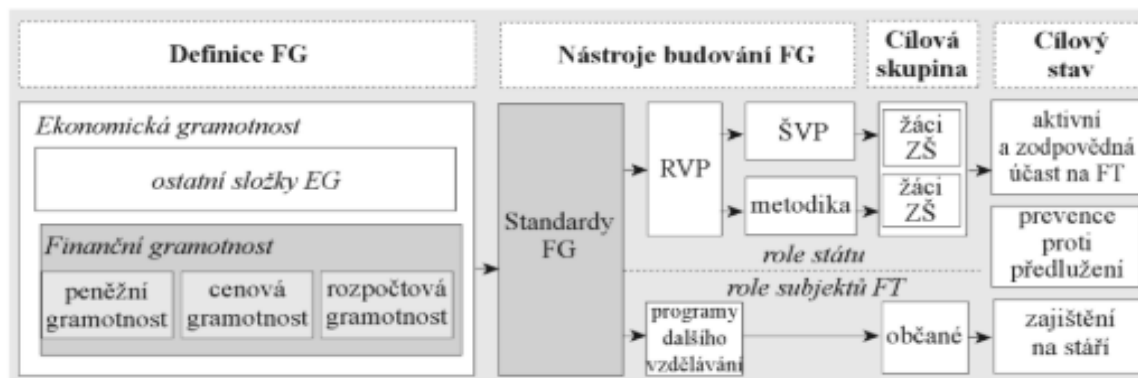 Definice FG
Nástroje budování FG
Cílová
skupina
Cílový
stav
Ekonomická gramotnost
ostatní složky EG
Finanční gramotnost
peněžní
gramotnost
cenová
gramotnost
rozpočtová
gramotnost
Standardy
FG
RVP
ŠVP
metodika
žáci
ZŠ
žáci
ZŠ
role státu
role subjektů FT
programy
dalšího
vzdělávání
občané
aktivní
a zodpovědná
účast na FT
prevence
proti
předlužení
zajištění
na stáří